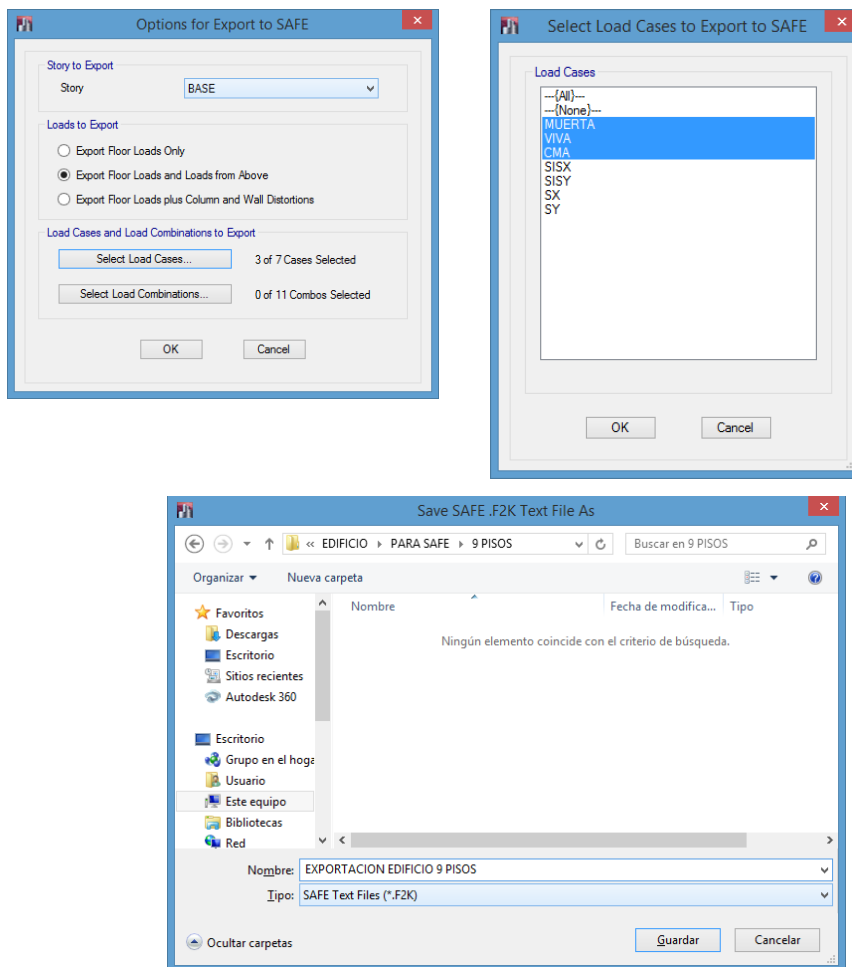 Options for Export to SAFE
Story to Export
Story BASE
Loads to Export
Export Floor Loads Only
Export Floor Loads and Loads from Above
Export Floor Loads plus Column and Wall Distortions
Load Cases and Load Combinations to Export
Select Load Cases... 3 of 7 Cases Selected
Select Load Combinations... 0 of 11 Combos Selected
OK Cancel
Select Load Cases to Export to SAFE
Load Cases
---{All}---
---{None}---
MUERTA
VIVA
CMA
SISX
SISY
SX
SY
OK Cancel
Save SAFE .F2K Text File As
« EDIFICIO PARA SAFE 9 PISOS Buscar en 9 PISOS
Organizar Nueva carpeta
Nombre Fecha de modifica... Tipo
Ningún elemento coincide con el criterio de búsqueda.
Favoritos
Descargas
Escritorio
Sitios recientes
Autodesk 360
Escritorio
Grupo en el hoga
Usuario
Este equipo
Bibliotecas
Red
Nombre: EXPORTACION EDIFICIO 9 PISOS
Tipo: SAFE Text Files (*.F2K)
Ocultar carpetas Guardar Cancelar